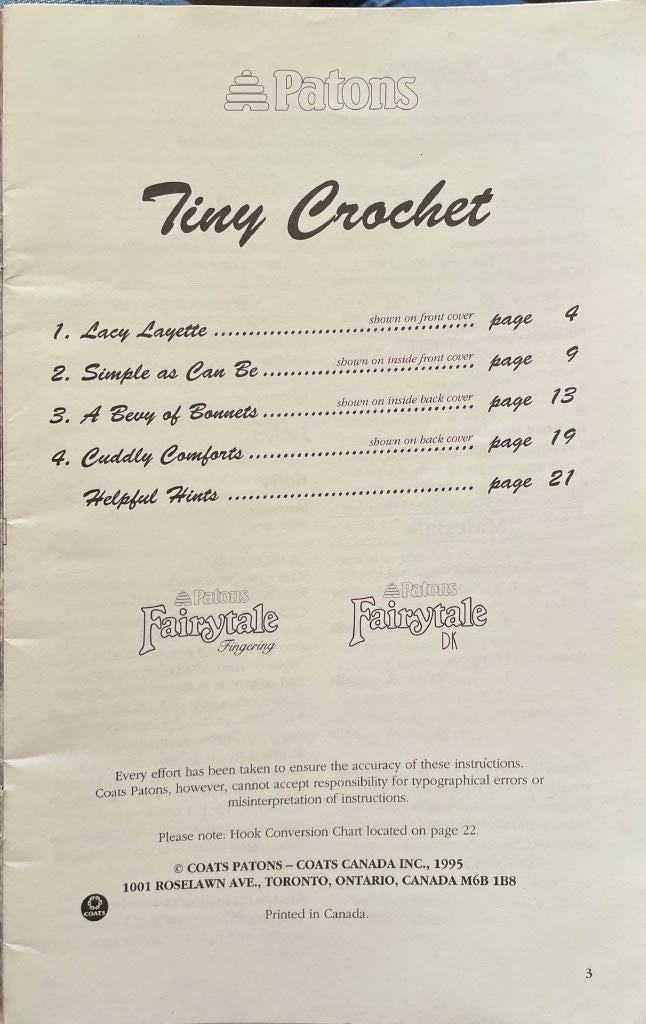 Patons
Tiny Crochet
1. Lacy Layette ........ shown on front cover ........ page 4
2. Simple as Can Be ........ shown on inside front cover ........ page 9
3. A Bevy of Bonnets ........ shown on inside back cover ........ page 13
4. Cuddly Comforts ........ shown on back cover ........ page 19
Helpful Hints ........ page 21
Patons
Fairytale
Fingering
Patons
Fairytale
DK
Every effort has been taken to ensure the accuracy of these instructions.
Coats Patons, however, cannot accept responsibility for typographical errors or
misinterpretation of instructions.
Please note: Hook Conversion Chart located on page 22.
© COATS PATONS – COATS CANADA INC., 1995
1001 ROSELAWN AVE., TORONTO, ONTARIO, CANADA M6B 1B8
COATS
Printed in Canada.
3